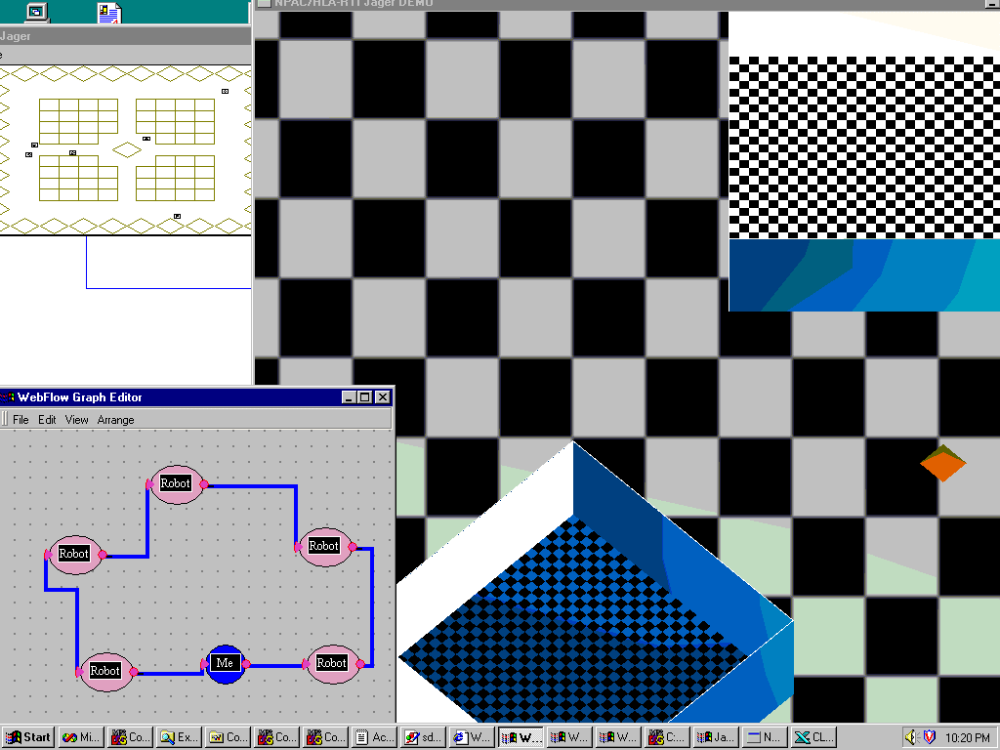 NPAC/HLA-RTI Jager DEMO
Jager
WebFlow Graph Editor
File Edit View Arrange
Robot
Robot
Robot
Robot
Me
Robot
Start
Mi...
Co...
Ex...
Co...
Co...
Co...
Ac...
sd...
W...
W...
W...
W...
C:...
Ja...
N...
CL...
10:20 PM